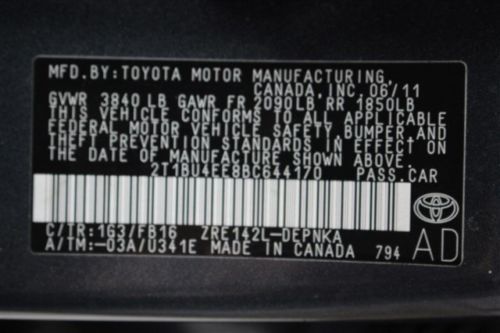 MFD.BY:TOYOTA MOTOR MANUFACTURING,
CANADA,INC.06/11
GVWR 3840LB GAWR FR 2090LB RR 1850LB
THIS VEHICLE CONFORMS TO ALL APPLICABLE
FEDERAL MOTOR VEHICLE SAFETY,BUMPER,AND
THEFT PREVENTION STANDARDS IN EFFECT ON
THE DATE OF MANUFACTURE SHOWN ABOVE.
2T1BU4EE8BC644170 PASS.CAR
C/TR:1G3/FB16 ZRE142L-DEPNKA
A/TM:-03A/U341E MADE IN CANADA 794
AD